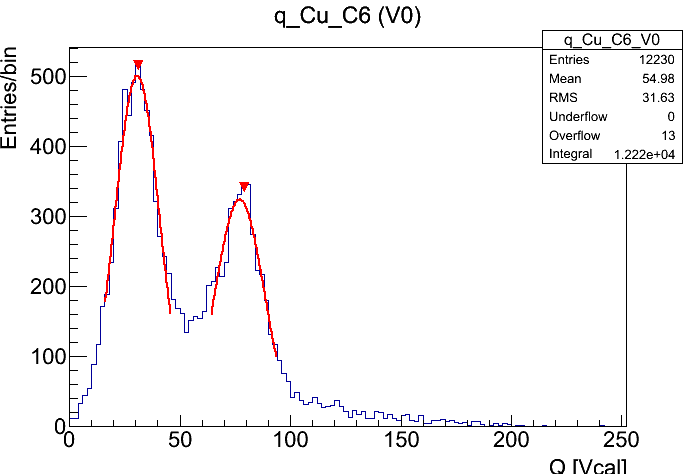 q_Cu_C6 (V0)
q_Cu_C6_V0
Entries 12230
Mean 54.98
RMS 31.63
Underflow 0
Overflow 13
Integral 1.222e+04
Entries/bin
500
400
300
200
100
0
0 50 100 150 200 250
Q [Vcal]